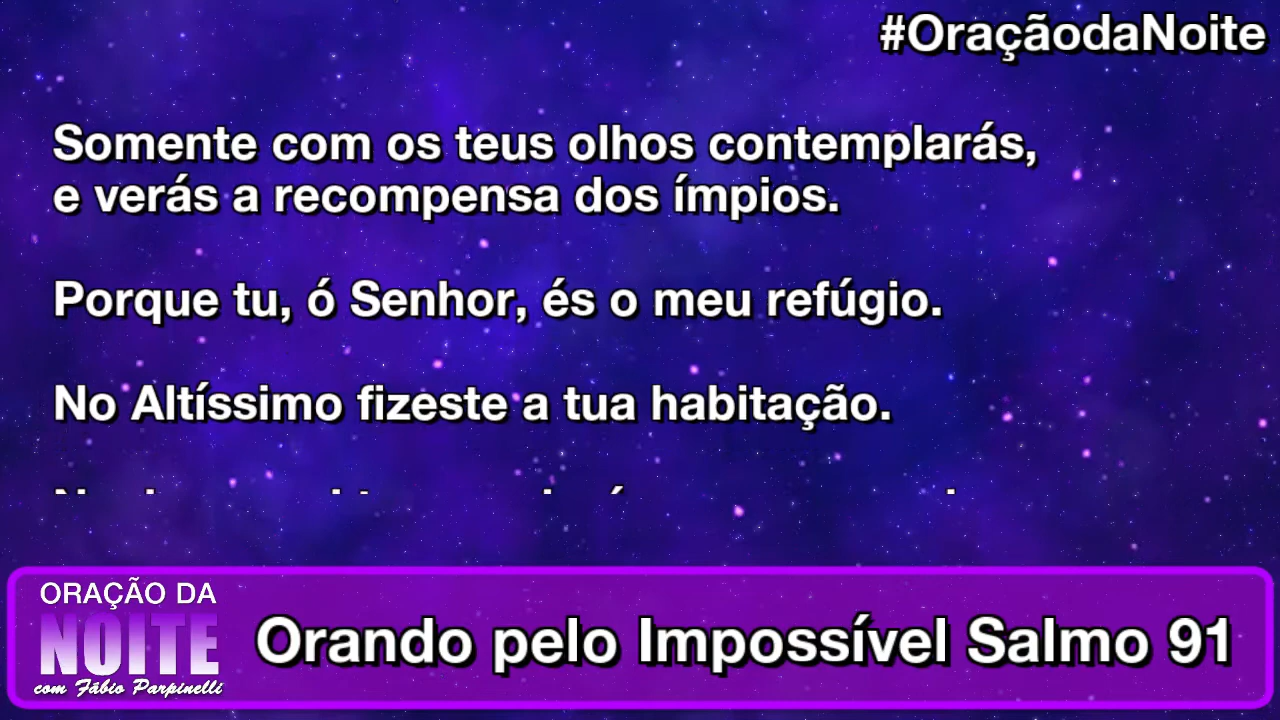 #OraçãodaNoite
Somente com os teus olhos contemplarás,
e verás a recompensa dos ímpios.
Porque tu, ó Senhor, és o meu refúgio.
No Altíssimo fizeste a tua habitação.
ORAÇÃO DA
NOITE
com Fábio Parpinelli
Orando pelo Impossível Salmo 91